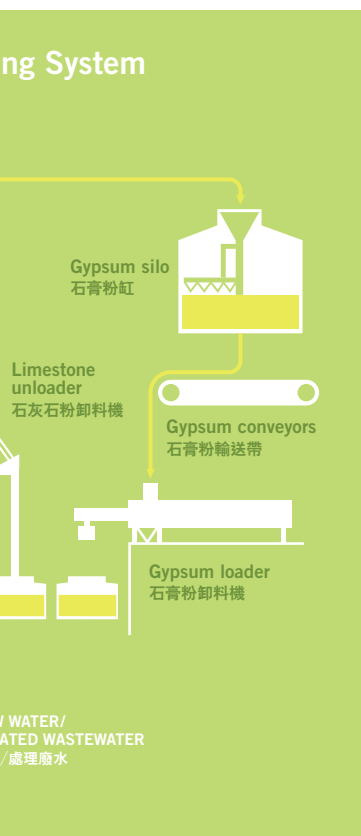 ng System
Gypsum silo
石膏粉缸
Limestone
unloader
石灰石粉卸料機
Gypsum conveyors
石膏粉輸送帶
Gypsum loader
石膏粉卸料機
WATER/
ATED WASTEWATER
/處理廢水